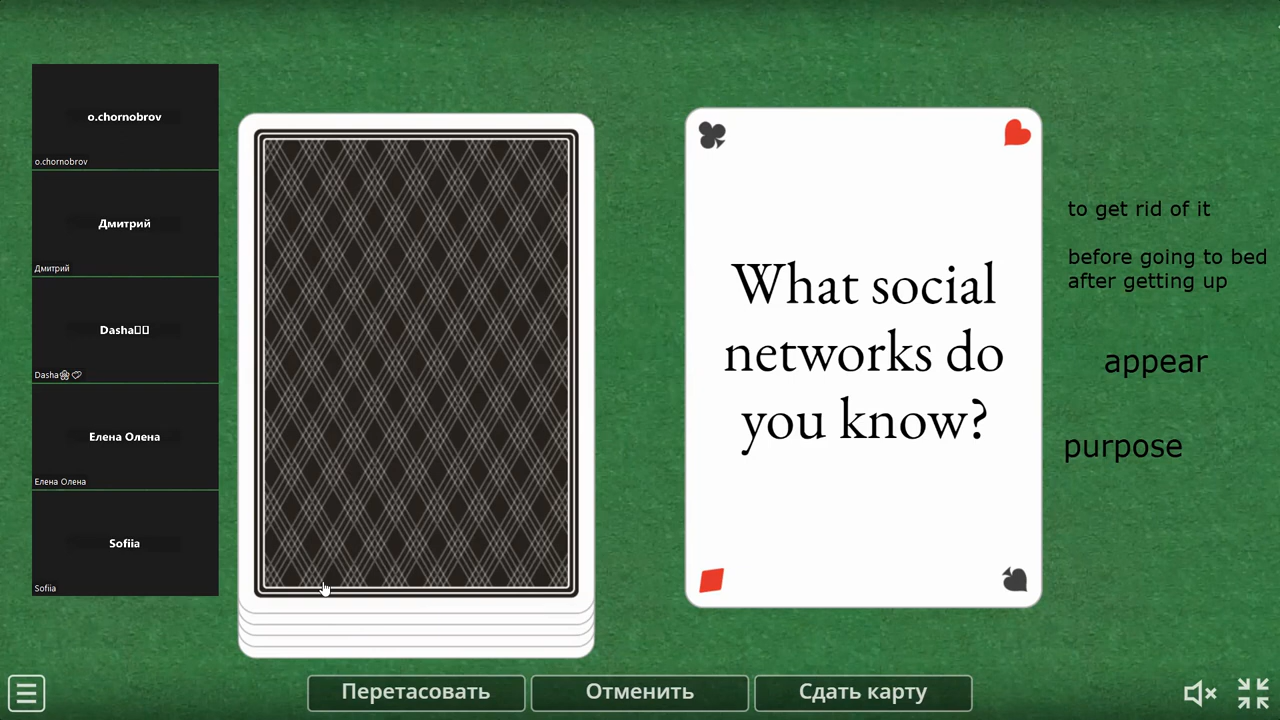 o.chornobrov
o.chornobrov
Дмитрий
Дмитрий
Dasha
Dasha
Елена Олена
Елена Олена
Sofiia
Sofiia
What social
networks do
you know?
to get rid of it
before going to bed
after getting up
appear
purpose
Перетасовать
Отменить
Сдать карту